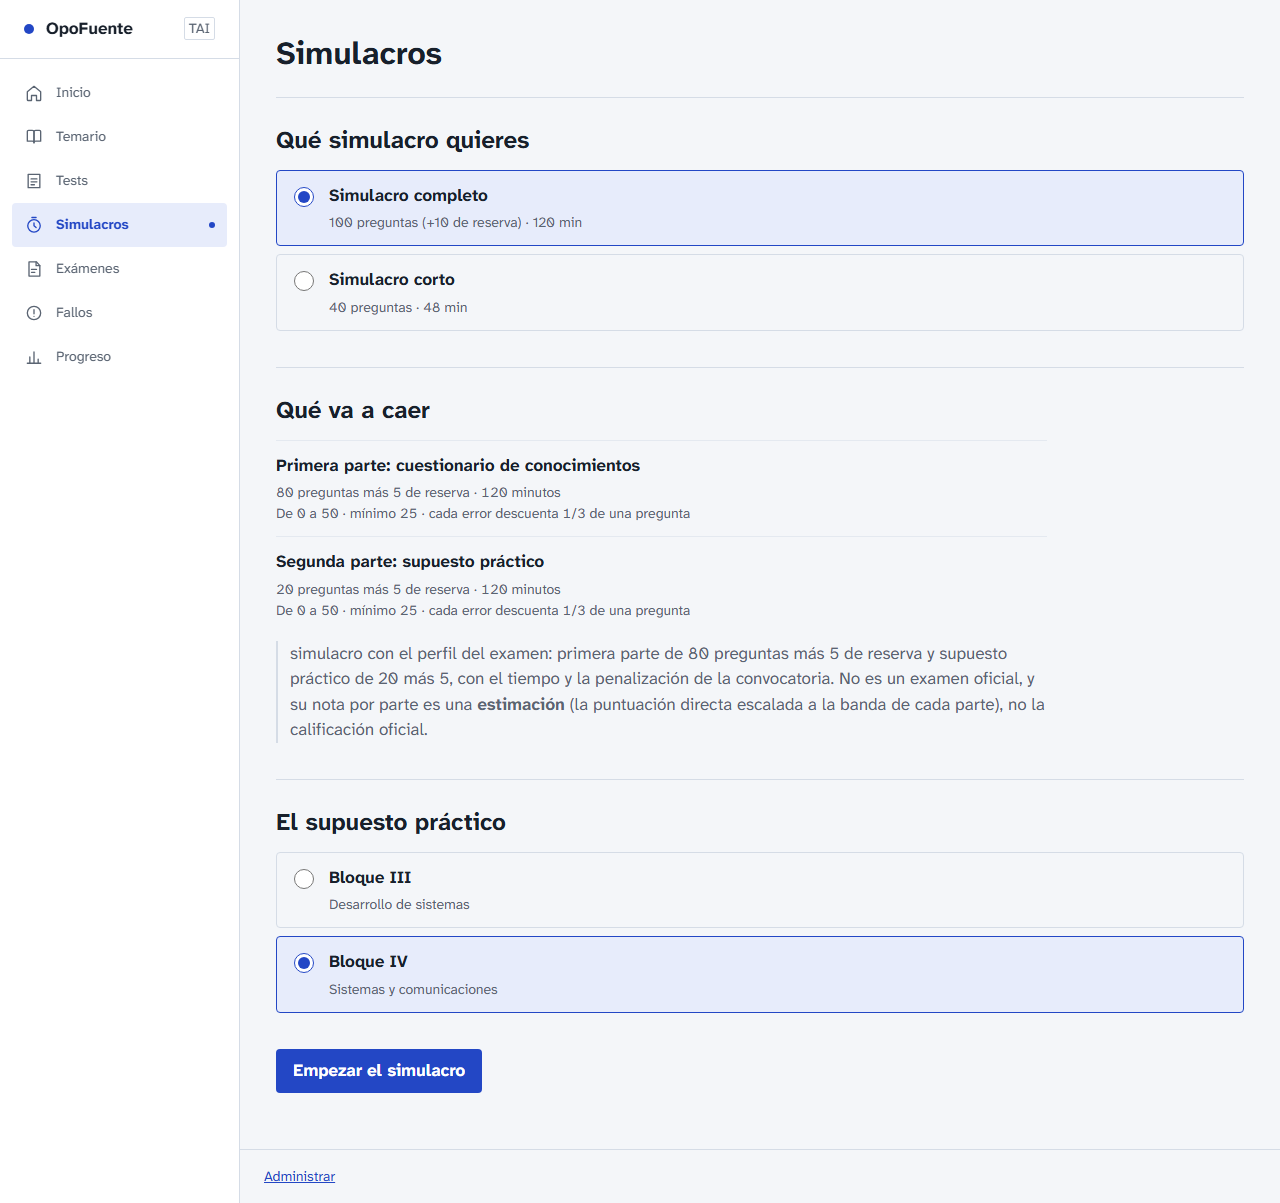 OpoFuente
TAI
Inicio
Temario
Tests
Simulacros
Exámenes
Fallos
Progreso
Simulacros
Qué simulacro quieres
Simulacro completo
100 preguntas (+10 de reserva) · 120 min
Simulacro corto
40 preguntas · 48 min
Qué va a caer
Primera parte: cuestionario de conocimientos
80 preguntas más 5 de reserva · 120 minutos
De 0 a 50 · mínimo 25 · cada error descuenta 1/3 de una pregunta
Segunda parte: supuesto práctico
20 preguntas más 5 de reserva · 120 minutos
De 0 a 50 · mínimo 25 · cada error descuenta 1/3 de una pregunta
simulacro con el perfil del examen: primera parte de 80 preguntas más 5 de reserva y supuesto
práctico de 20 más 5, con el tiempo y la penalización de la convocatoria. No es un examen oficial, y
su nota por parte es una estimación (la puntuación directa escalada a la banda de cada parte), no la
calificación oficial.
El supuesto práctico
Bloque III
Desarrollo de sistemas
Bloque IV
Sistemas y comunicaciones
Empezar el simulacro
Administrar